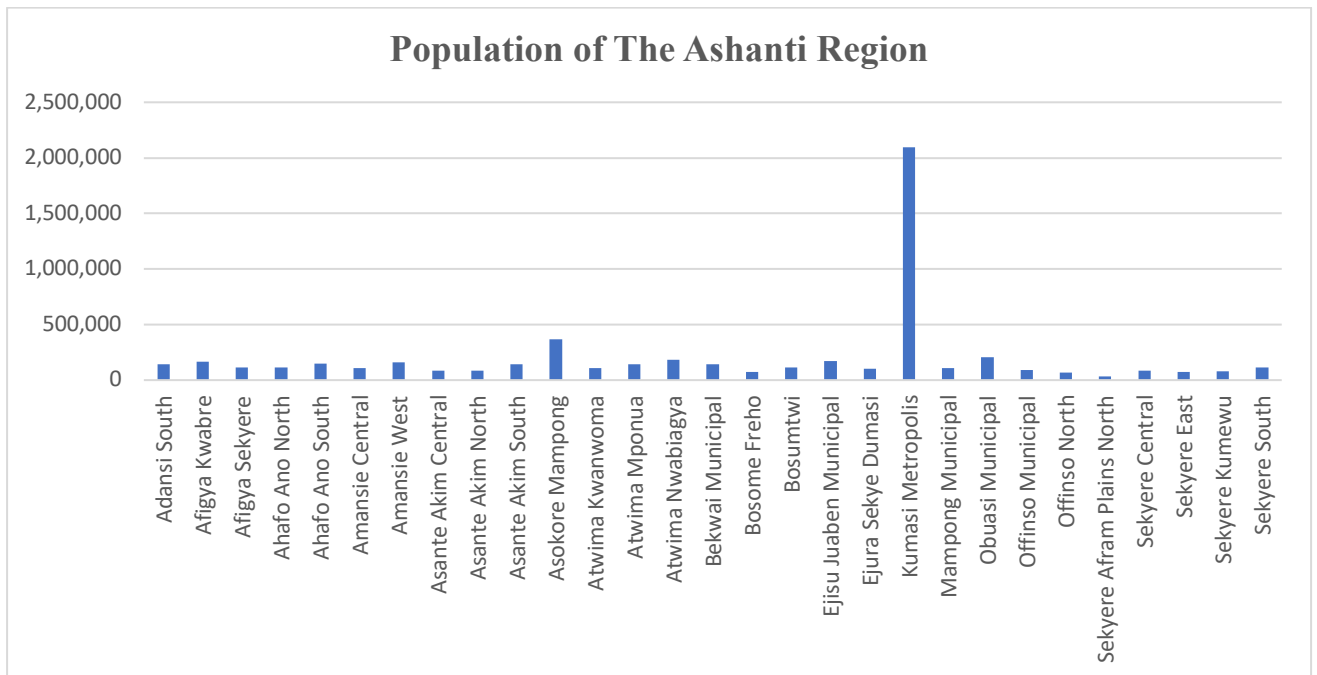 Population of The Ashanti Region
2,500,000
2,000,000
1,500,000
1,000,000
500,000
0
Adansi South
Afigya Kwabre
Afigya Sekyere
Ahafo Ano North
Ahafo Ano South
Amansie Central
Amansie West
Asante Akim Central
Asante Akim North
Asante Akim South
Asokore Mampong
Atwima Kwanwoma
Atwima Mponua
Atwima Nwabiagya
Bekwai Municipal
Bosome Freho
Bosumtwi
Ejisu Juaben Municipal
Ejura Sekye Dumasi
Kumasi Metropolis
Mampong Municipal
Obuasi Municipal
Offinso Municipal
Offinso North
Sekyere Afram Plains North
Sekyere Central
Sekyere East
Sekyere Kumewu
Sekyere South